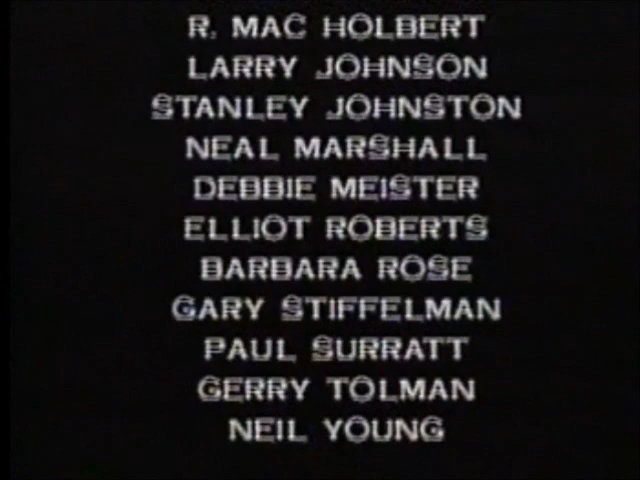 R. MAC HOLBERT
LARRY JOHNSON
STANLEY JOHNSTON
NEAL MARSHALL
DEBBIE MEISTER
ELLIOT ROBERTS
BARBARA ROSE
GARY STIFFELMAN
PAUL SURRATT
GERRY TOLMAN
NEIL YOUNG